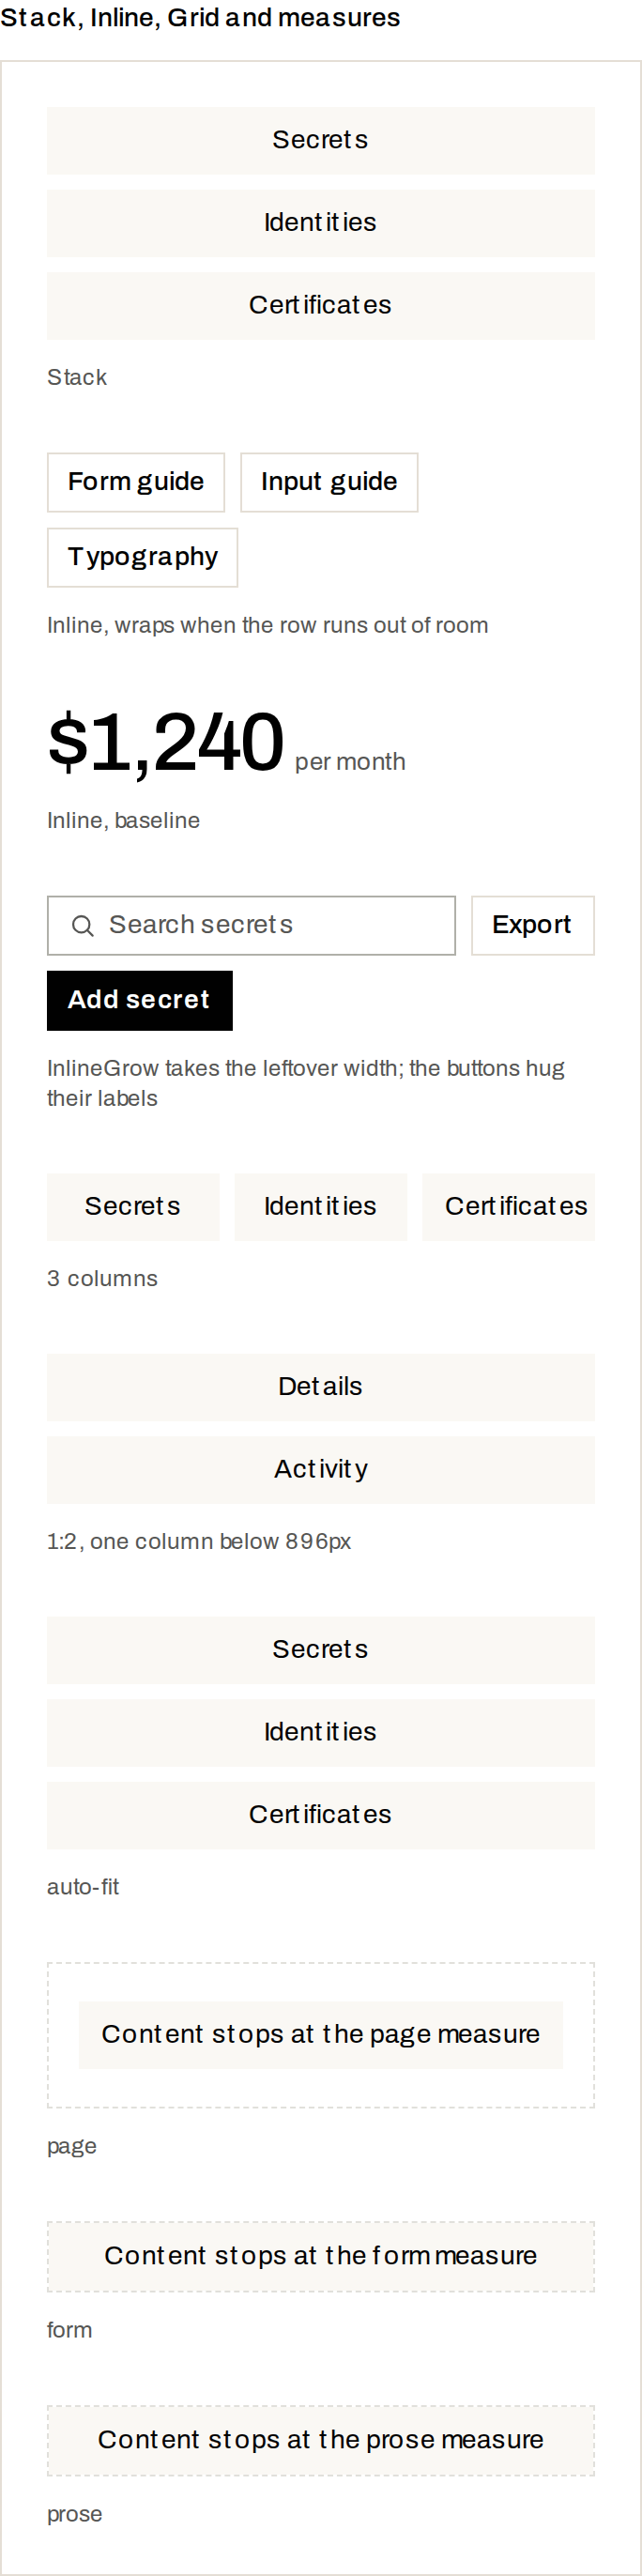 Stack, Inline, Grid and measures
Secrets
Identities
Certificates
Stack
Form guide Input guide
Typography
Inline, wraps when the row runs out of room
$1,240 per month
Inline, baseline
Search secrets Export
Add secret
InlineGrow takes the leftover width; the buttons hug
their labels
Secrets Identities Certificates
3 columns
Details
Activity
1:2, one column below 896px
Secrets
Identities
Certificates
auto-fit
Content stops at the page measure
page
Content stops at the form measure
form
Content stops at the prose measure
prose